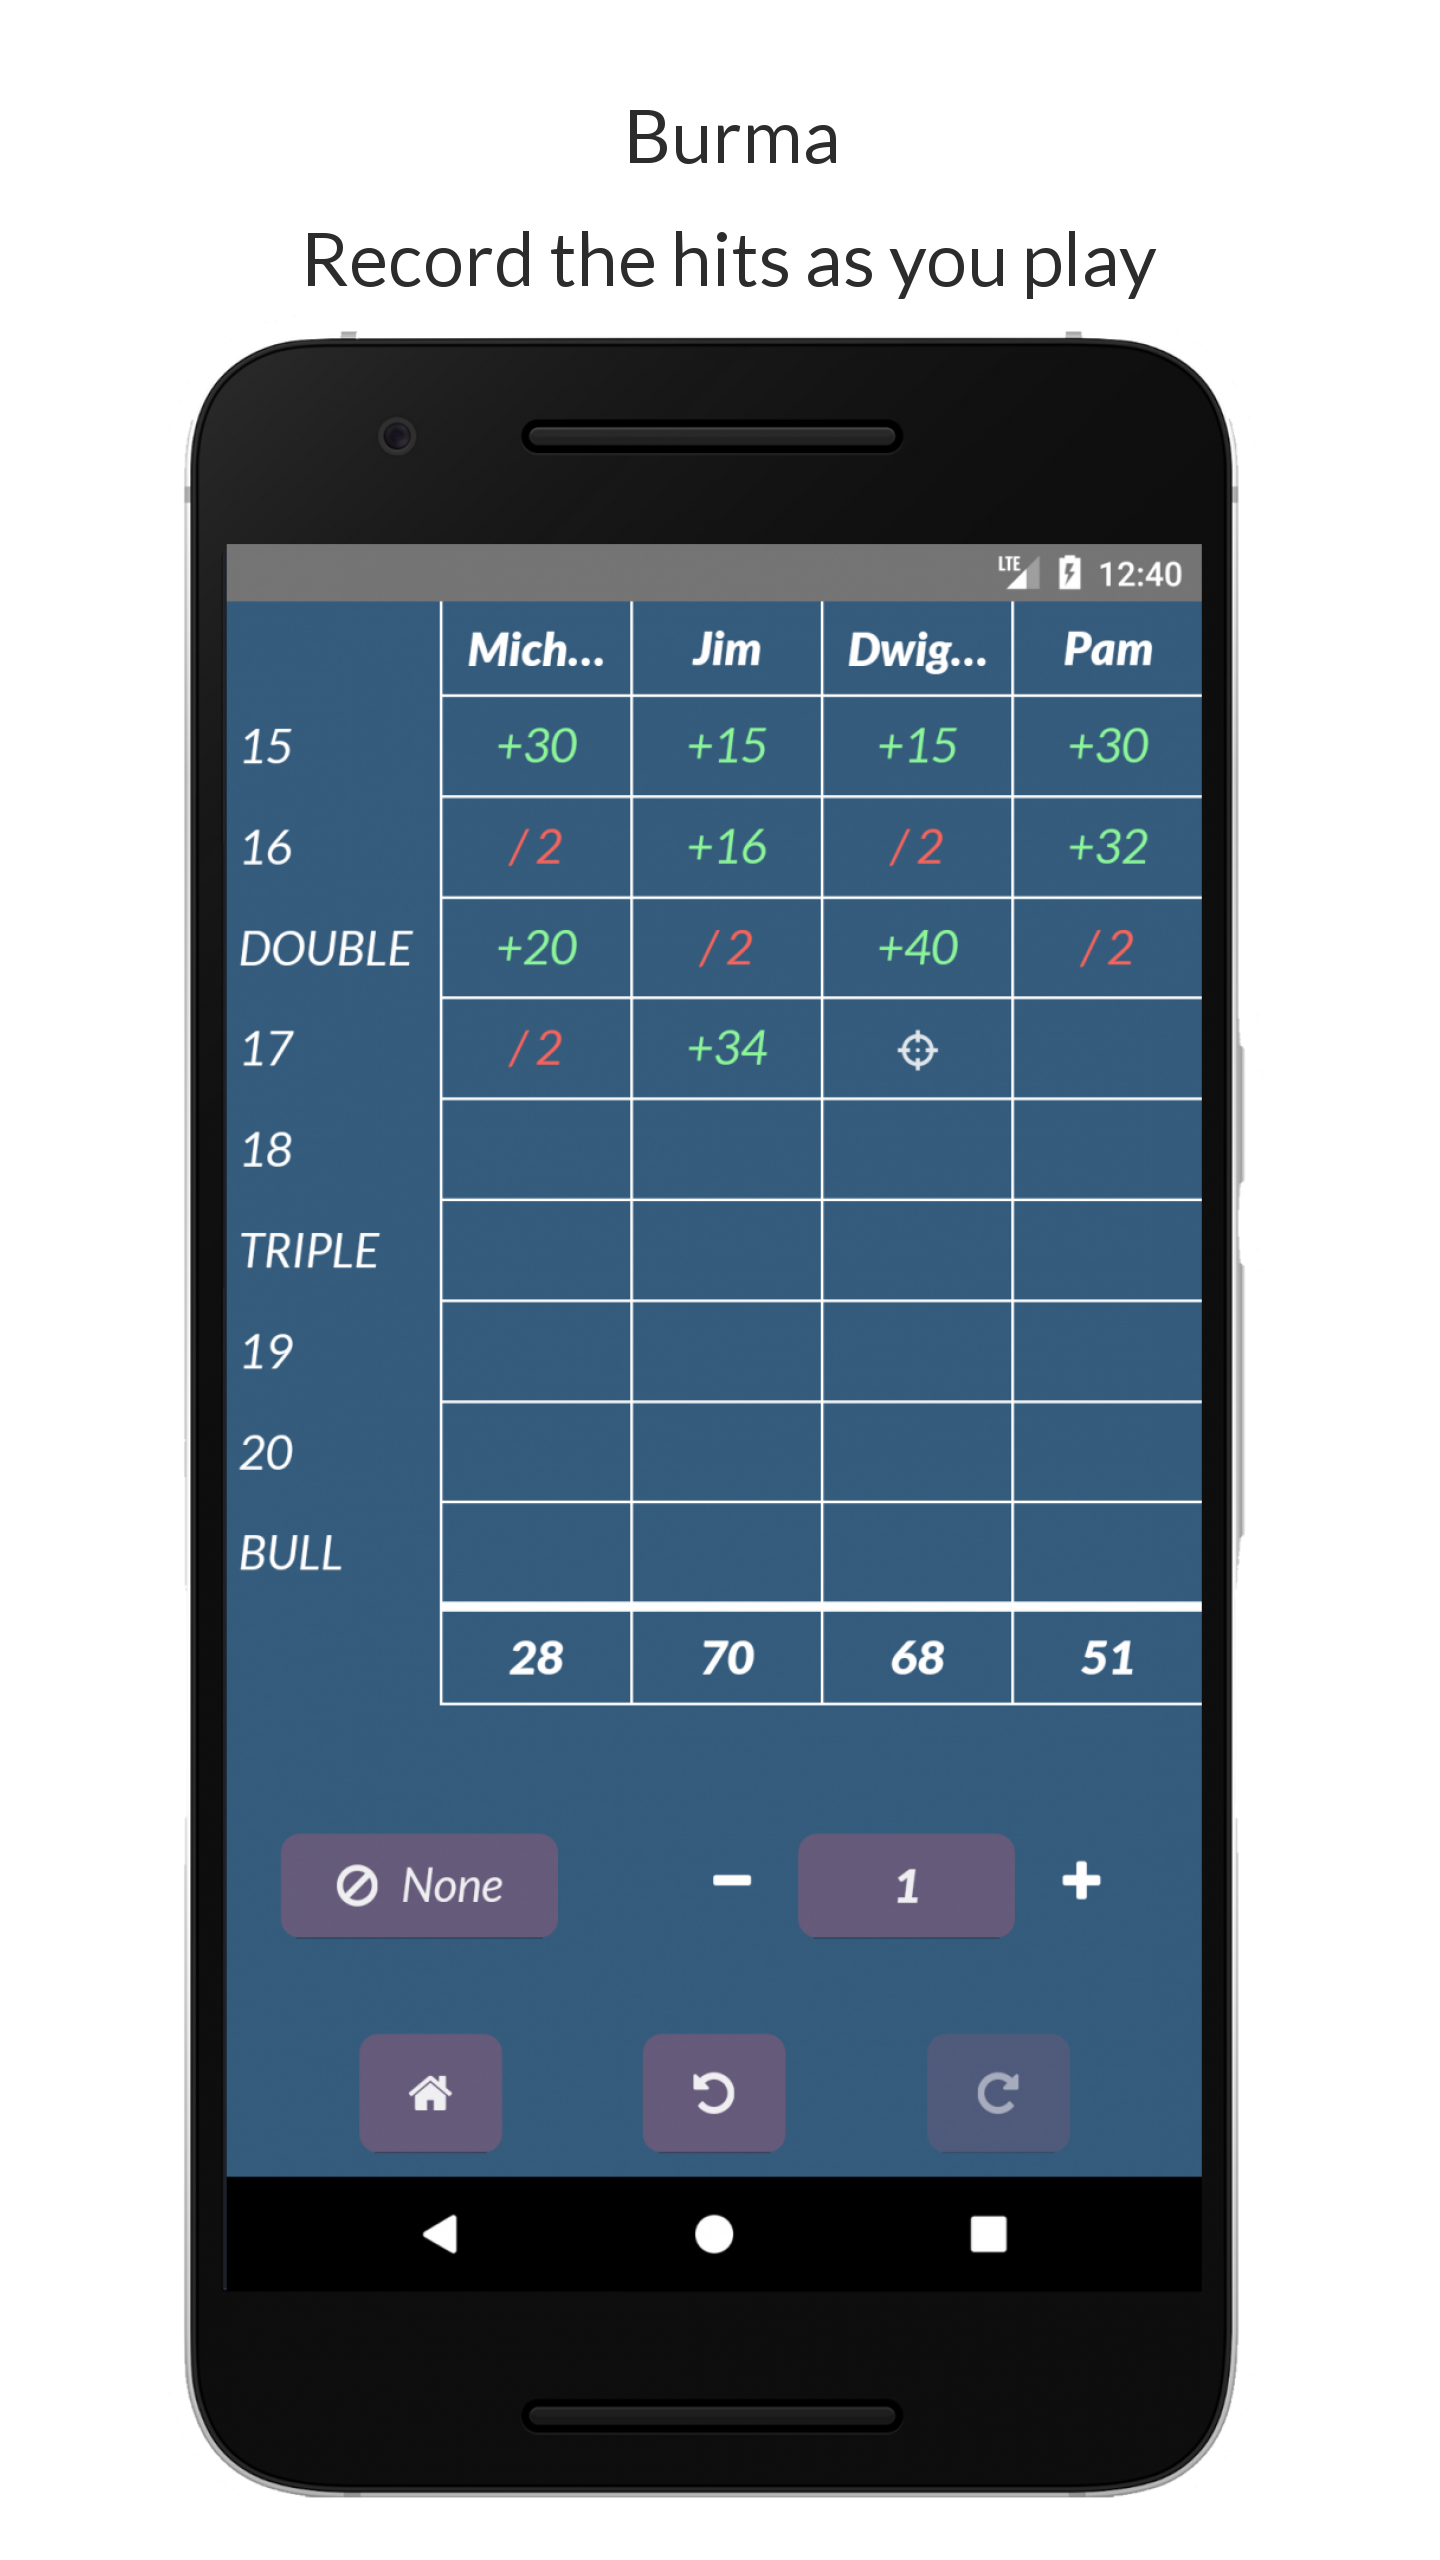 Burma
Record the hits as you play
LTE 12:40
Mich... Jim Dwig... Pam
15 +30 +15 +15 +30
16 / 2 +16 / 2 +32
DOUBLE +20 / 2 +40 / 2
17 / 2 +34
18
TRIPLE
19
20
BULL
28 70 68 51
None 1